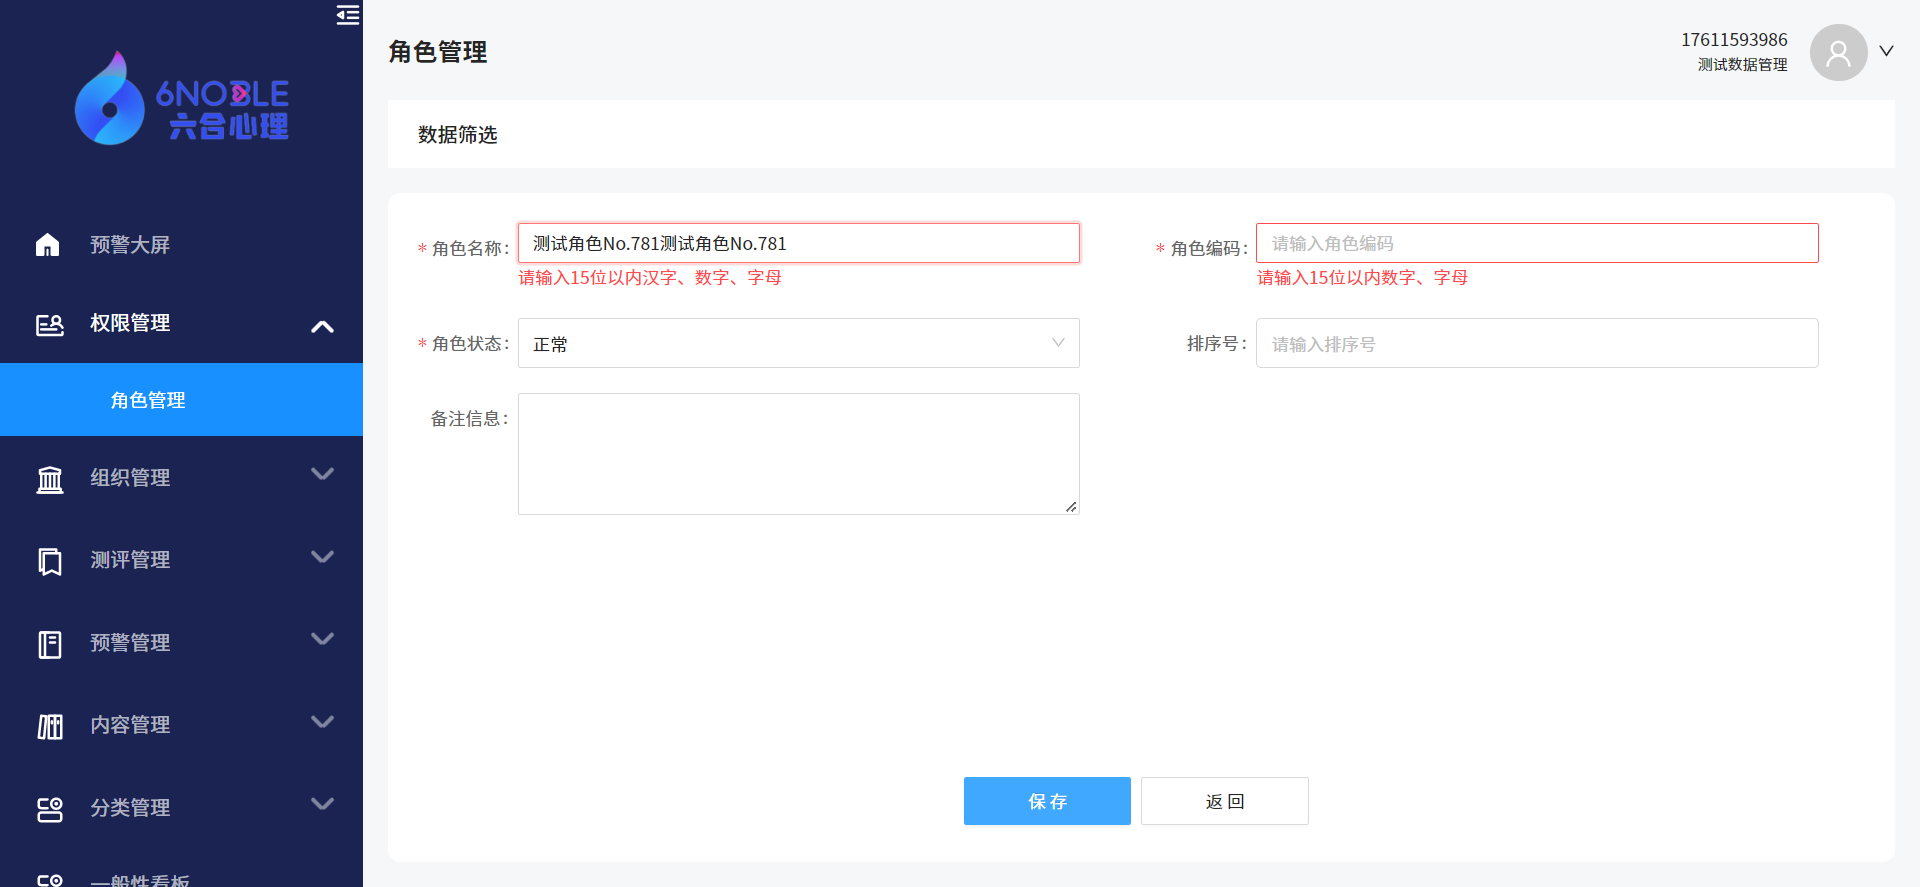 6NOBLE
六合心理
预警大屏
权限管理
角色管理
组织管理
测评管理
预警管理
内容管理
分类管理
一般性看板
角色管理
17611593986
测试数据管理
数据筛选
* 角色名称： 测试角色No.781测试角色No.781
请输入15位以内汉字、数字、字母
* 角色编码： 请输入角色编码
请输入15位以内数字、字母
* 角色状态： 正常
排序号： 请输入排序号
备注信息：
保 存
返 回